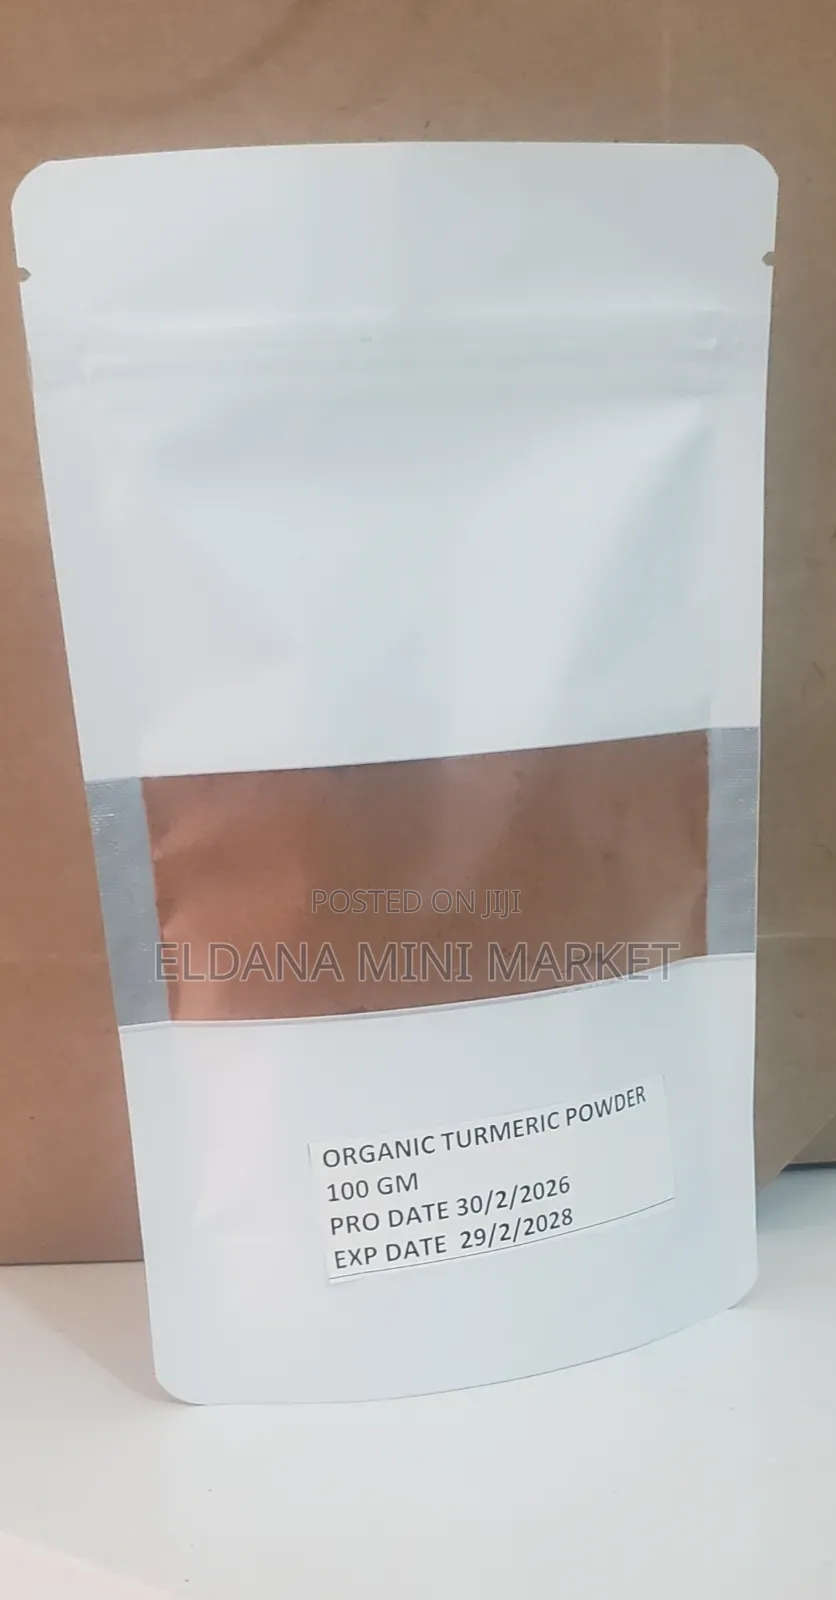 POSTED ON JIJI
ELDANA MINI MARKET
ORGANIC TURMERIC POWDER
100 GM
PRO DATE 30/2/2026
EXP DATE 29/2/2028